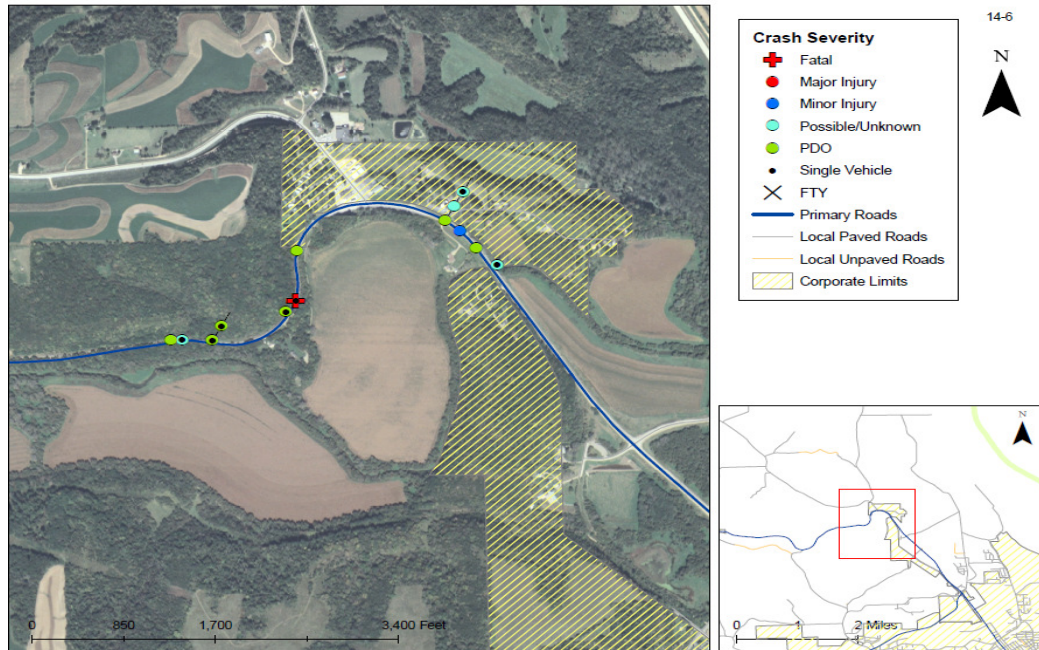 14-6
Crash Severity
N
Fatal
Major Injury
Minor Injury
Possible/Unknown
PDO
Single Vehicle
FTY
Primary Roads
Local Paved Roads
Local Unpaved Roads
Corporate Limits
N
0 850 1,700 3,400 Feet
0 1 2 Miles